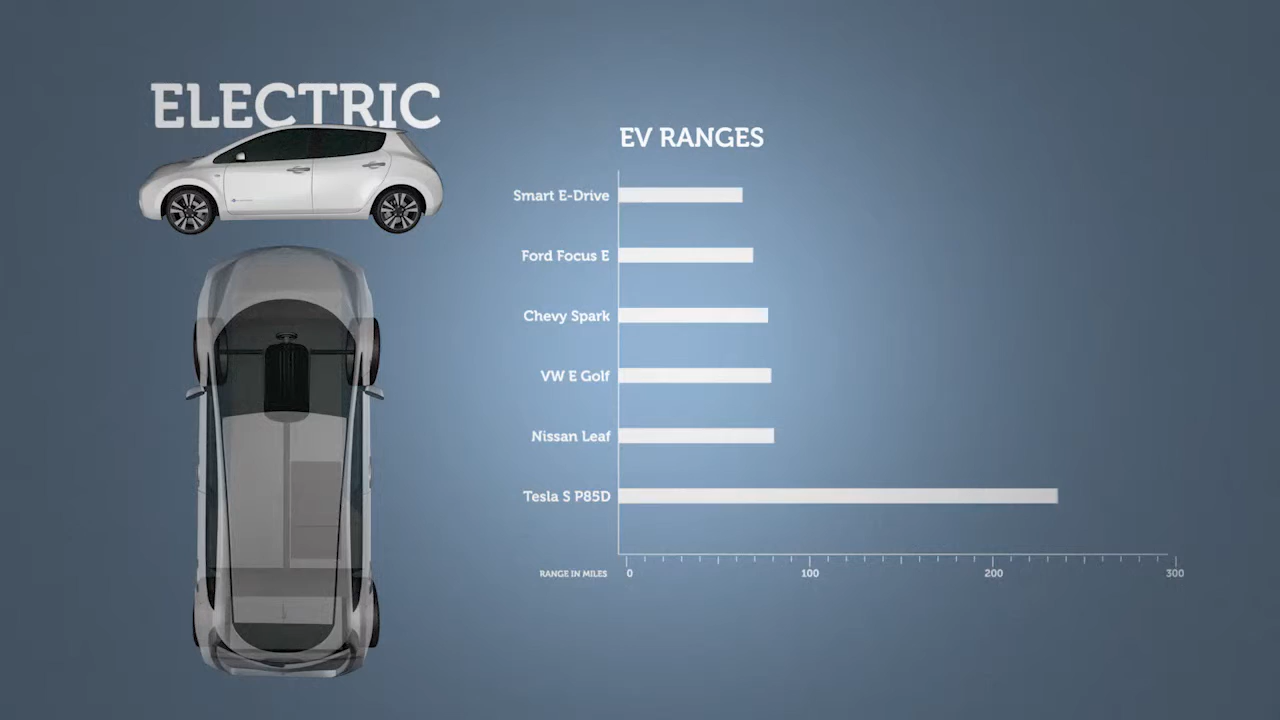 ELECTRIC
EV RANGES
Smart E-Drive
Ford Focus E
Chevy Spark
VW E Golf
Nissan Leaf
Tesla S P85D
RANGE IN MILES 0 100 200 300